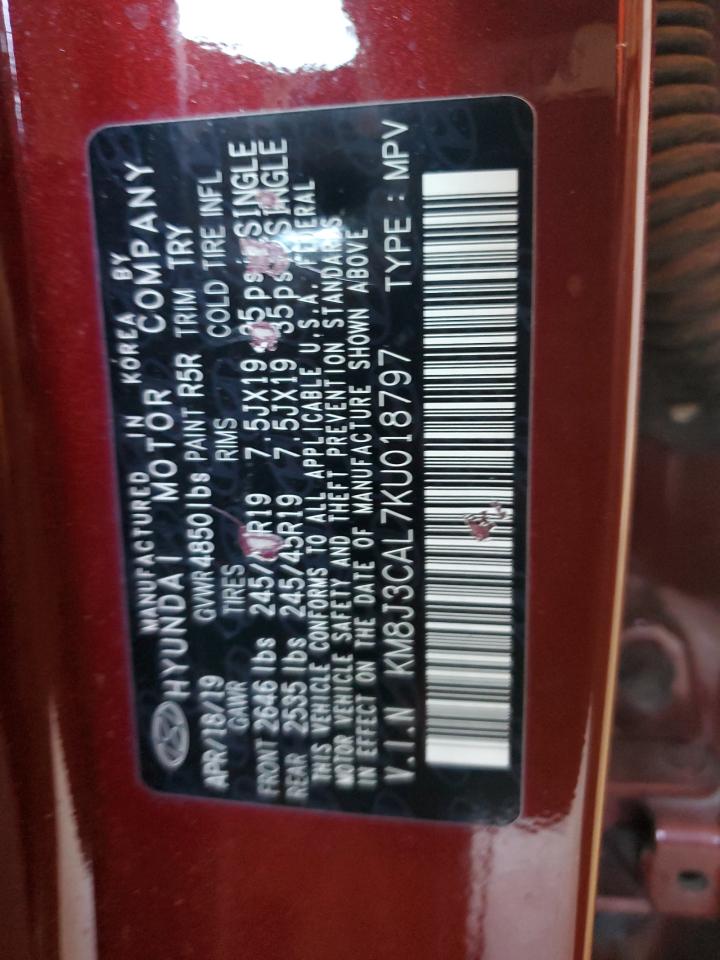 MANUFACTURED IN KOREA BY
HYUNDAI MOTOR COMPANY
GVWR 4850lbs PAINT R5R TRIM TRY
APR/18/19 TIRES RIMS COLD TIRE INFL
GAWR
FRONT 2646 lbs 245/ R19 7.5JX19 35psi SINGLE
REAR 2535 lbs 245/45R19 7.5JX19 35psi SINGLE
THIS VEHICLE CONFORMS TO ALL APPLICABLE U.S.A. FEDERAL
MOTOR VEHICLE SAFETY AND THEFT PREVENTION STANDARDS
IN EFFECT ON THE DATE OF MANUFACTURE SHOWN ABOVE
V.I.N KM8J3CAL7KU018797 TYPE : MPV